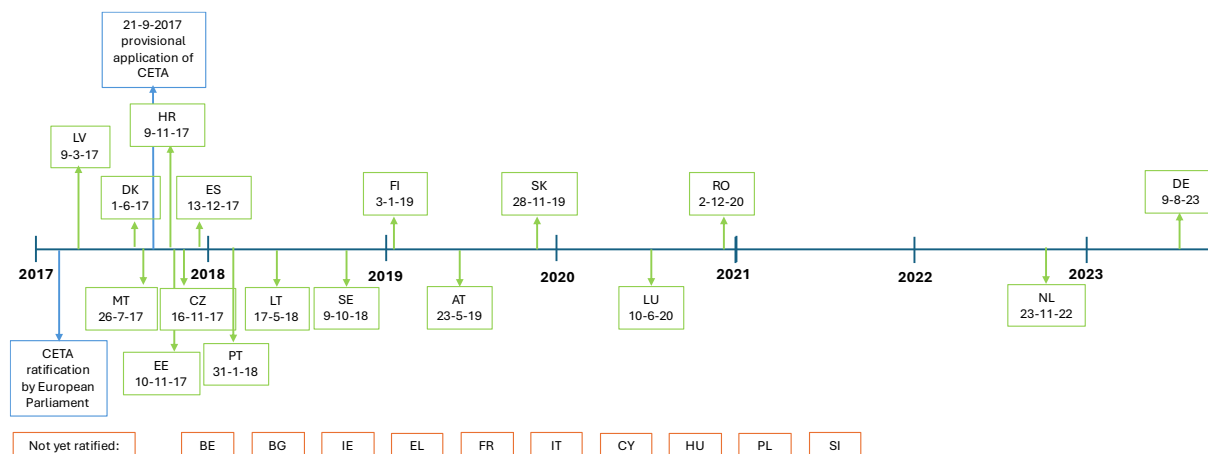 21-9-2017
provisional
application of
CETA
HR
9-11-17
LV
9-3-17
DK
1-6-17
ES
13-12-17
FI
3-1-19
SK
28-11-19
RO
2-12-20
DE
9-8-23
2017
2018
2019
2020
2021
2022
2023
MT
26-7-17
CZ
16-11-17
LT
17-5-18
SE
9-10-18
AT
23-5-19
LU
10-6-20
NL
23-11-22
CETA
ratification
by European
Parliament
EE
10-11-17
PT
31-1-18
Not yet ratified:
BE
BG
IE
EL
FR
IT
CY
HU
PL
SI